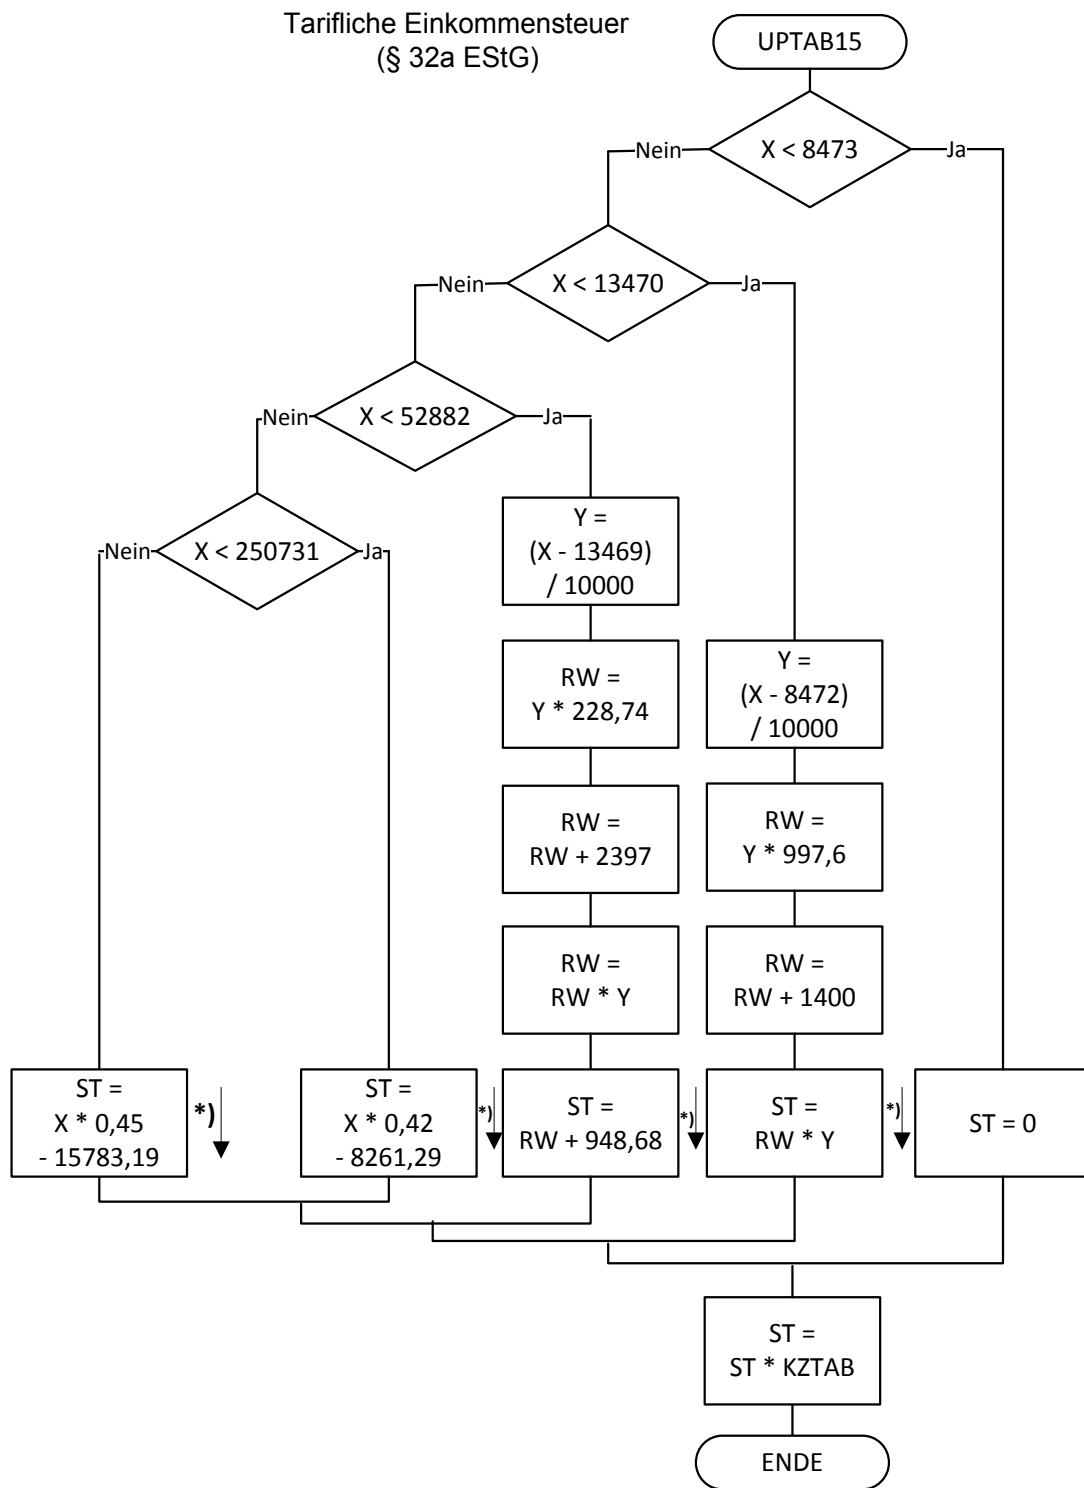 Tarifliche Einkommensteuer
(§ 32a EStG)
UPTAB15
X < 8473
Nein
Ja
X < 13470
Nein
Ja
X < 52882
Nein
Ja
X < 250731
Nein
Ja
Y =
(X - 13469)
/ 10000
RW =
Y * 228,74
Y =
(X - 8472)
/ 10000
RW =
RW + 2397
RW =
Y * 997,6
RW =
RW * Y
RW =
RW + 1400
ST =
X * 0,45
- 15783,19
*)
ST =
X * 0,42
- 8261,29
*)
ST =
RW + 948,68
*)
ST =
RW * Y
*)
ST = 0
ST =
ST * KZTAB
ENDE